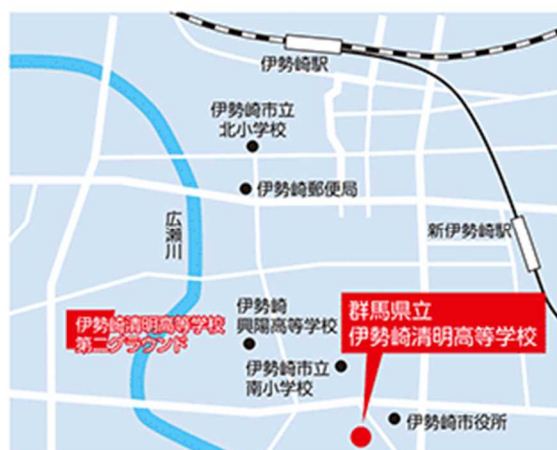 伊勢崎駅
伊勢崎市立
北小学校
伊勢崎郵便局
広瀬川
新伊勢崎駅
伊勢崎清明高等学校
第二グラウンド
伊勢崎
興陽高等学校
群馬県立
伊勢崎清明高等学校
伊勢崎市立
南小学校
伊勢崎市役所